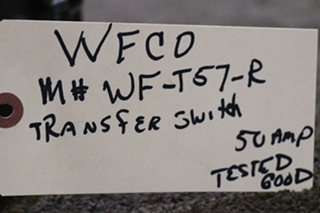 WFCO
M# WF-T57-R
TRANSFER SWITCH
50 AMP
TESTED
GOOD